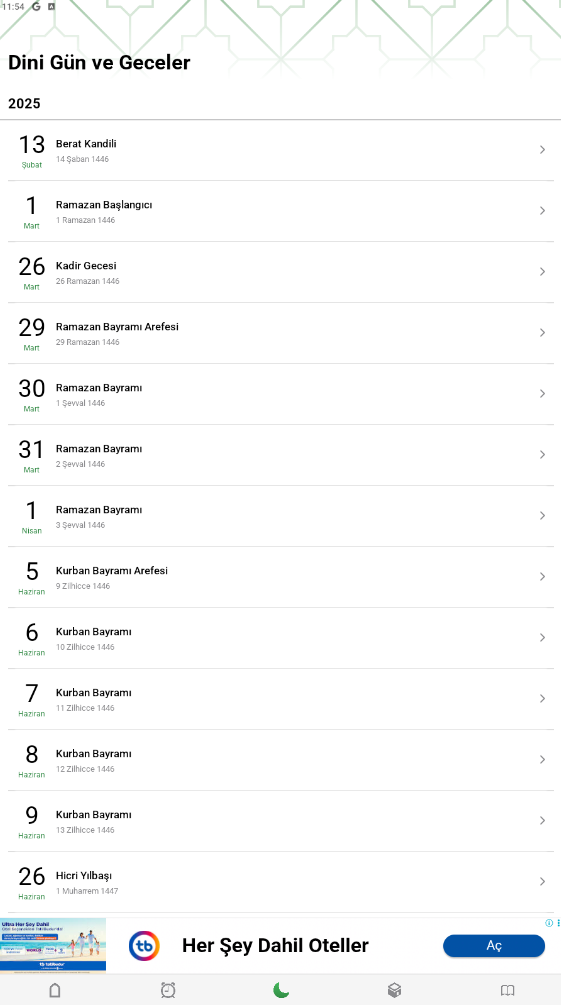 11:54
Dini Gün ve Geceler
2025
13
Şubat
Berat Kandili
14 Şaban 1446
1
Mart
Ramazan Başlangıcı
1 Ramazan 1446
26
Mart
Kadir Gecesi
26 Ramazan 1446
29
Mart
Ramazan Bayramı Arefesi
29 Ramazan 1446
30
Mart
Ramazan Bayramı
1 Şevval 1446
31
Mart
Ramazan Bayramı
2 Şevval 1446
1
Nisan
Ramazan Bayramı
3 Şevval 1446
5
Haziran
Kurban Bayramı Arefesi
9 Zilhicce 1446
6
Haziran
Kurban Bayramı
10 Zilhicce 1446
7
Haziran
Kurban Bayramı
11 Zilhicce 1446
8
Haziran
Kurban Bayramı
12 Zilhicce 1446
9
Haziran
Kurban Bayramı
13 Zilhicce 1446
26
Haziran
Hicri Yılbaşı
1 Muharrem 1447
Ultra Her Şey Dahil
tb
Her Şey Dahil Oteller
Aç